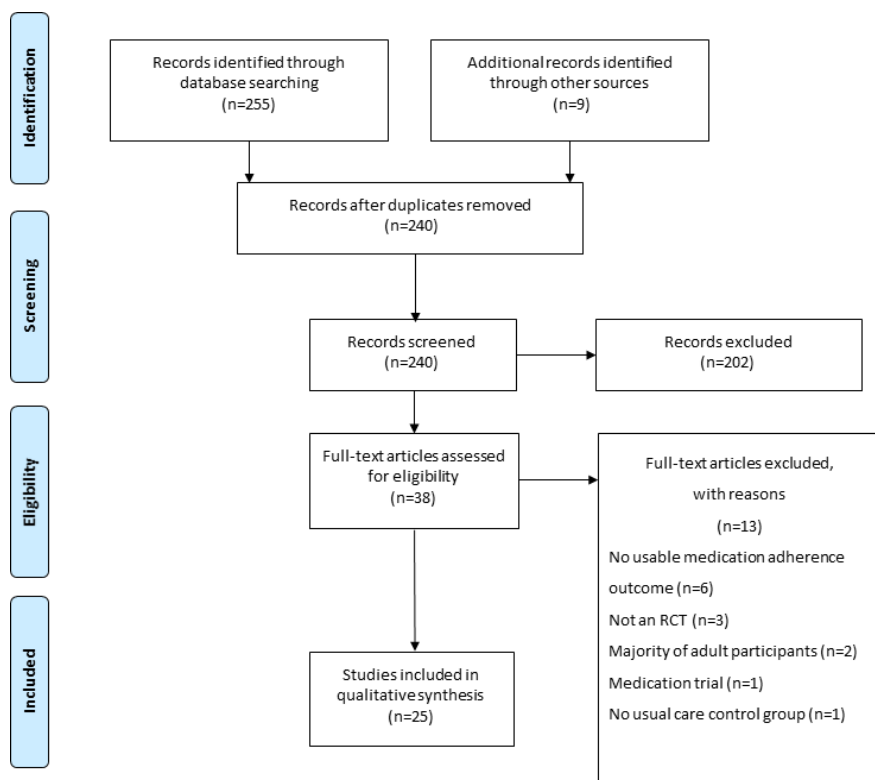 Identification
Records identified through
database searching
(n=255)
Additional records identified
through other sources
(n=9)
Records after duplicates removed
(n=240)
Screening
Records screened
(n=240)
Records excluded
(n=202)
Eligibility
Full-text articles assessed
for eligibility
(n=38)
Full-text articles excluded,
with reasons
(n=13)
No usable medication adherence
outcome (n=6)
Not an RCT (n=3)
Majority of adult participants (n=2)
Medication trial (n=1)
No usual care control group (n=1)
Included
Studies included in
qualitative synthesis
(n=25)